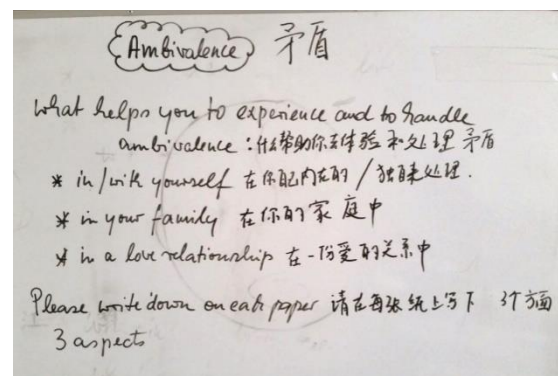 Ambivalence 矛盾
What helps you to experience and to handle
ambivalence : 什么帮助你去体验和处理 矛盾
* in/with yourself 在你自己内在的 / 独自来处理.
* in your family 在你的家庭中
* in a love relationship 在一份爱的关系中
Please write down on each paper 请在每张纸上写下 3个方面
3 aspects